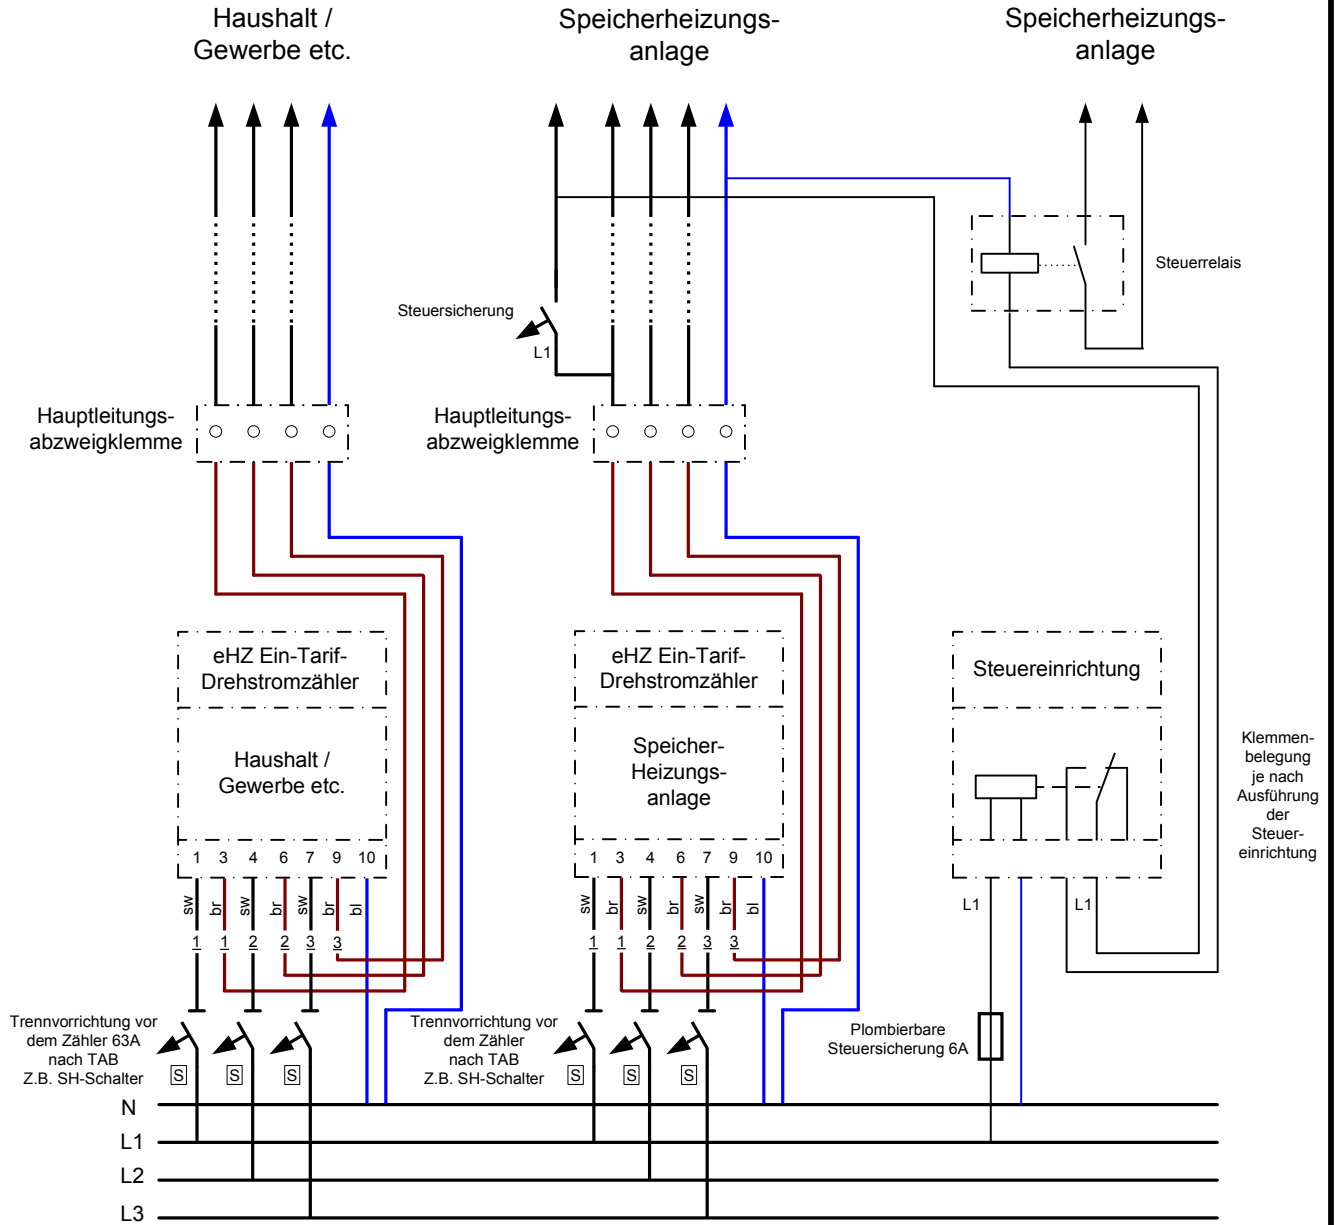 Haushalt /
Gewerbe etc.
Speicherheizungs-
anlage
Speicherheizungs-
anlage
Steuerrelais
Steuersicherung
L1
Hauptleitungs-
abzweigklemme
Hauptleitungs-
abzweigklemme
eHZ Ein-Tarif-
Drehstromzähler
eHZ Ein-Tarif-
Drehstromzähler
Steuereinrichtung
Haushalt /
Gewerbe etc.
Speicher-
Heizungs-
anlage
Klemmen-
belegung
je nach
Ausführung
der
Steuer-
einrichtung
1 3 4 6 7 9 10
1 3 4 6 7 9 10
sw br sw br sw br bl
sw br sw br sw br bl
L1 L1
1 1 2 2 3 3
1 1 2 2 3 3
Trennvorrichtung vor
dem Zähler 63A
nach TAB
Z.B. SH-Schalter
S S S
Trennvorrichtung vor
dem Zähler
nach TAB
Z.B. SH-Schalter
S S S
Plombierbare
Steuersicherung 6A
N
L1
L2
L3